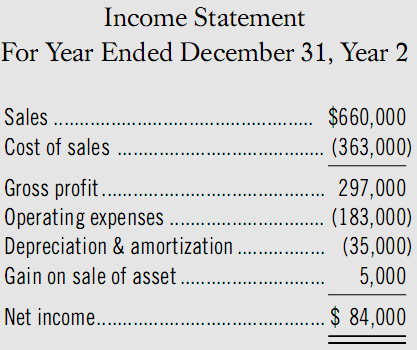 Income Statement
For Year Ended December 31, Year 2
Sales ................................................. $660,000
Cost of sales ...................................... (363,000)
Gross profit......................................... 297,000
Operating expenses ............................ (183,000)
Depreciation & amortization ................ (35,000)
Gain on sale of asset........................... 5,000
Net income.......................................... $ 84,000